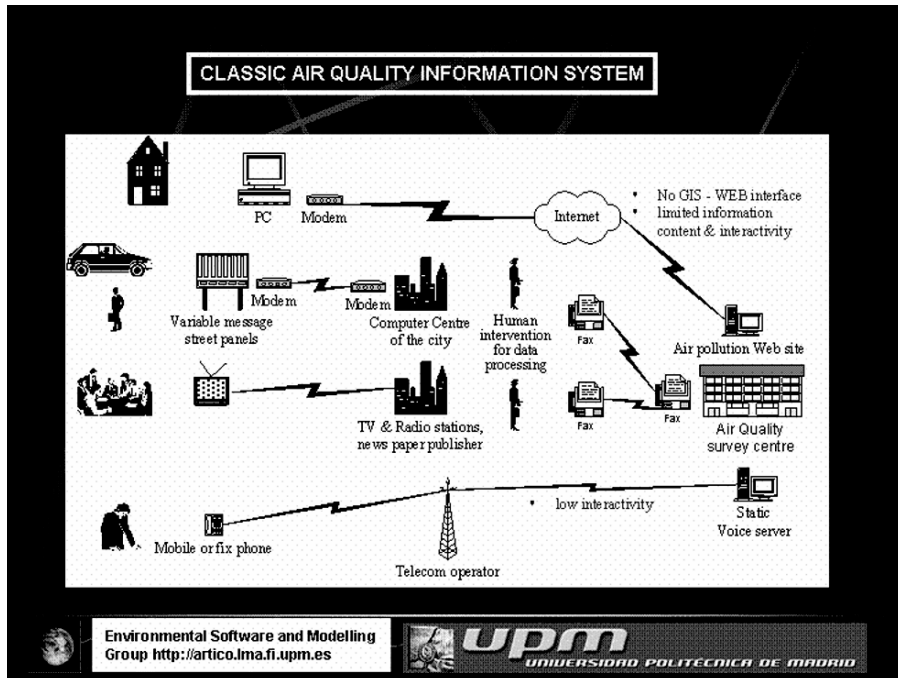 CLASSIC AIR QUALITY INFORMATION SYSTEM
PC
Modem
Internet
• No GIS - WEB interface
• limited information
content & interactivity
Modem
Modem
Variable message
street panels
Computer Centre
of the city
Human
intervention
for data
processing
Fax
Air pollution Web site
TV & Radio stations,
news paper publisher
Fax
Fax
Air Quality
survey centre
• low interactivity
Mobile or fix phone
Telecom operator
Static
Voice server
Environmental Software and Modelling
Group http://artico.lma.fi.upm.es
upm
UNIVERSIDAD POLITÉCNICA DE MADRID